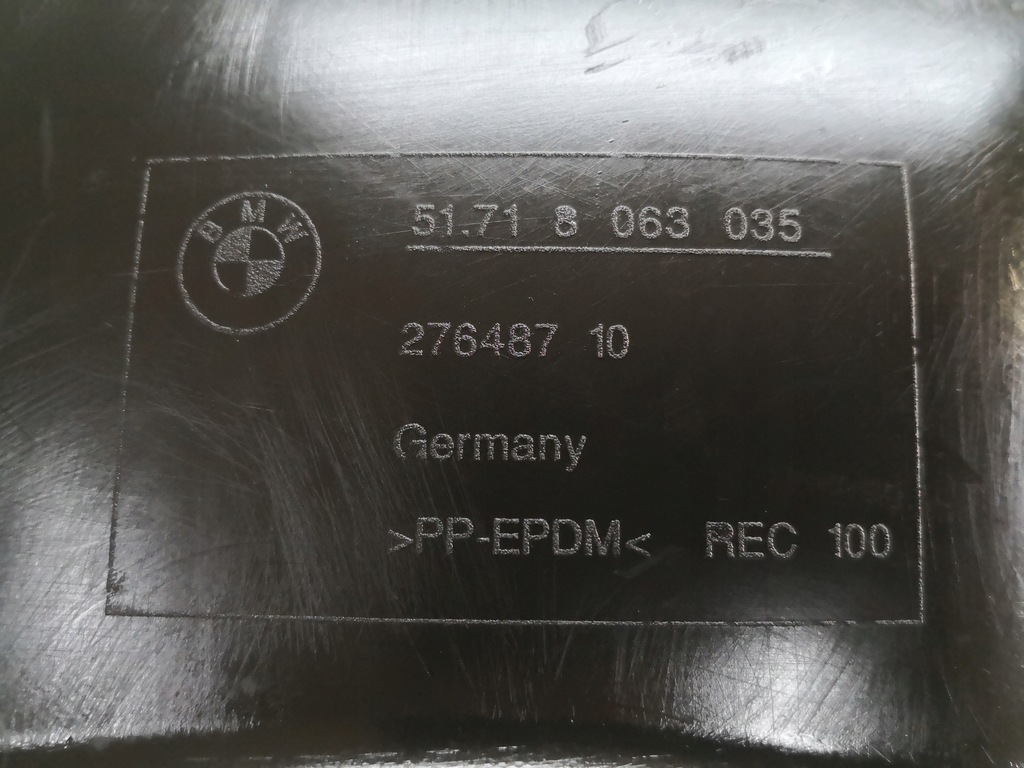 BMW
51.71 8 063 035
276487 10
Germany
>PP-EPDM< REC 100